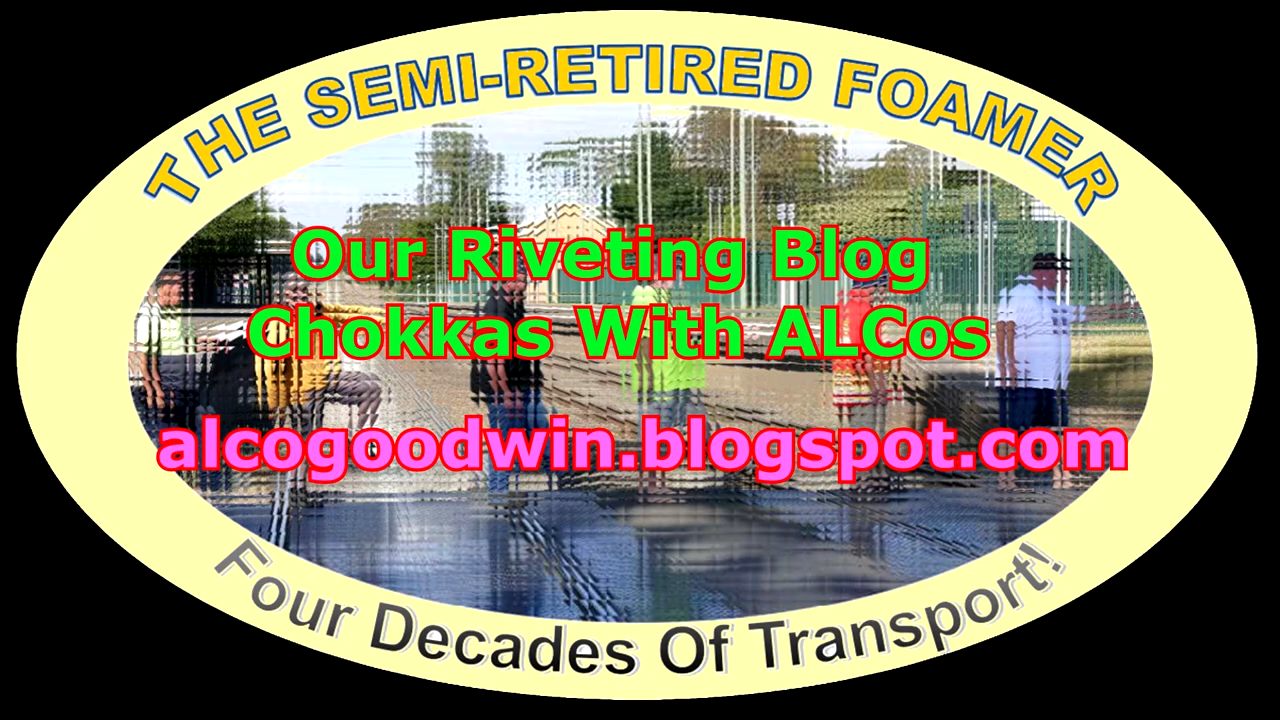 THE SEMI-RETIRED FOAMER
Our Riveting Blog
Chokkas With ALCos
alcogoodwin.blogspot.com
Four Decades Of Transport!